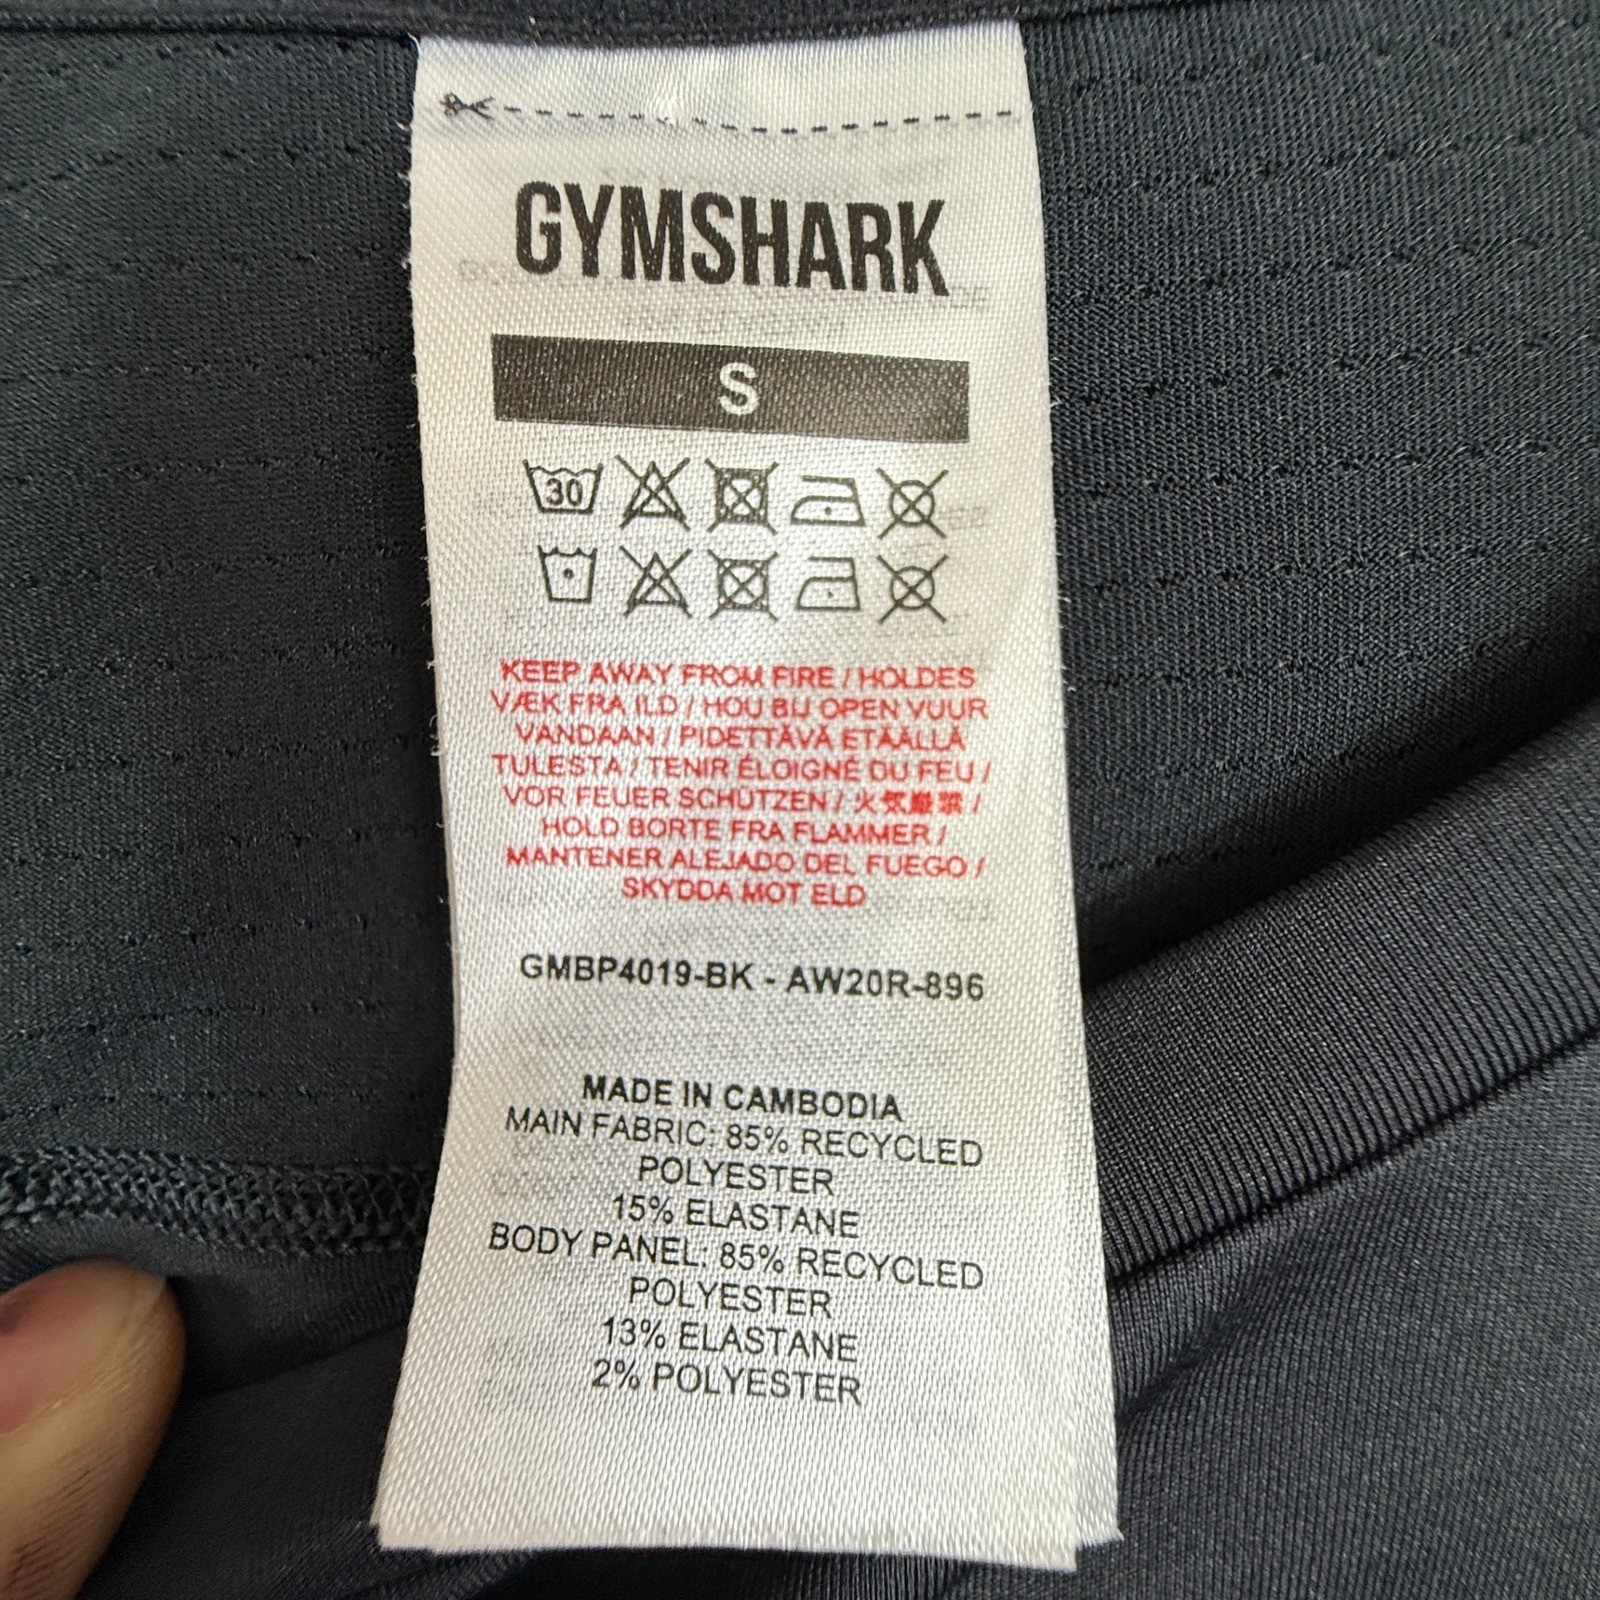 GYMSHARK
S
30
KEEP AWAY FROM FIRE / HOLDES
VÆK FRA ILD / HOU BIJ OPEN VUUR
VANDAAN / PIDETTÄVÄ ETÄÄLLÄ
TULESTA / TENIR ÉLOIGNÉ DU FEU /
VOR FEUER SCHÜTZEN / 火気厳禁 /
HOLD BORTE FRA FLAMMER /
MANTENER ALEJADO DEL FUEGO /
SKYDDA MOT ELD
GMBP4019-BK - AW20R-896
MADE IN CAMBODIA
MAIN FABRIC: 85% RECYCLED
POLYESTER
15% ELASTANE
BODY PANEL: 85% RECYCLED
POLYESTER
13% ELASTANE
2% POLYESTER